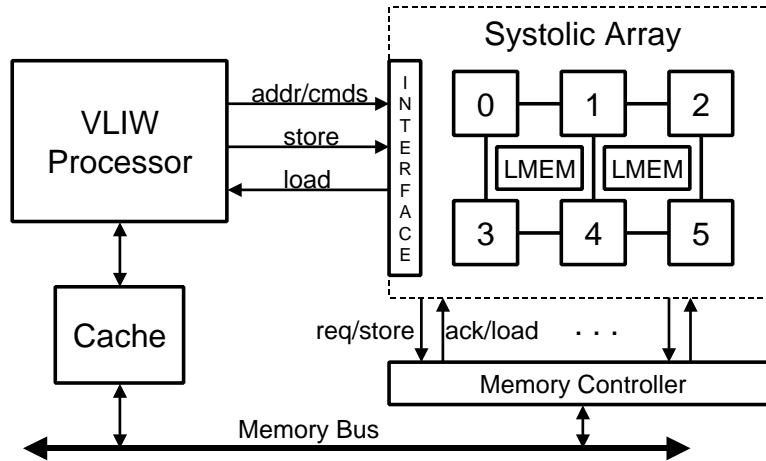 Systolic Array
VLIW
Processor
addr/cmds
store
load
INTERFACE
0
1
2
LMEM
LMEM
3
4
5
Cache
req/store
ack/load
. . .
Memory Controller
Memory Bus